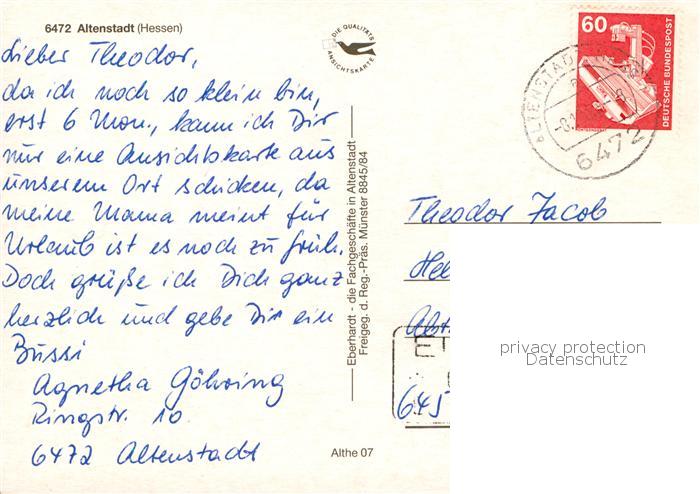 6472 Altenstadt (Hessen)
DIE QUALITÄTS
ANSICHTSKARTE
Lieber Theodor,
da ich noch so klein bin,
erst 6 Mon., kann ich Dir
nur eine Ansichtskarte aus
unserem Ort schicken, da
meine Mama meint für
Urlaub ist es noch zu früh.
Doch grüße ich Dich ganz
herzlich und gebe Dir ein
Bussi
Agnetha Göhring
Ringstr. 10
6472 Altenstadt
Eberhardt - die Fachgeschäfte in Altenstadt
Freigeg. d. Reg.-Präs. Münster 8845/84
Althe 07
60
DEUTSCHE BUNDESPOST
ALTENSTADT
6472
Theodor Jacob
645
privacy protection
Datenschutz